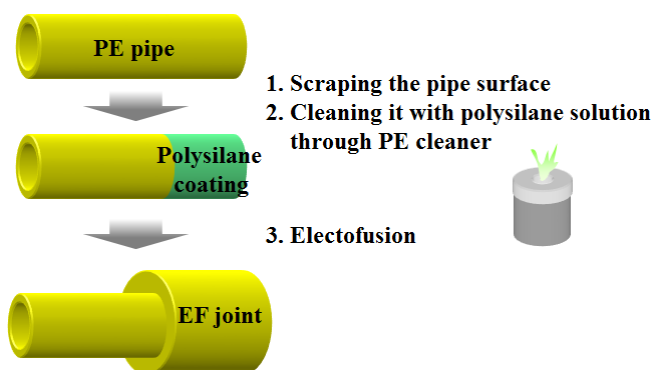 PE pipe
1. Scraping the pipe surface
2. Cleaning it with polysilane solution
through PE cleaner
Polysilane
coating
3. Electofusion
EF joint